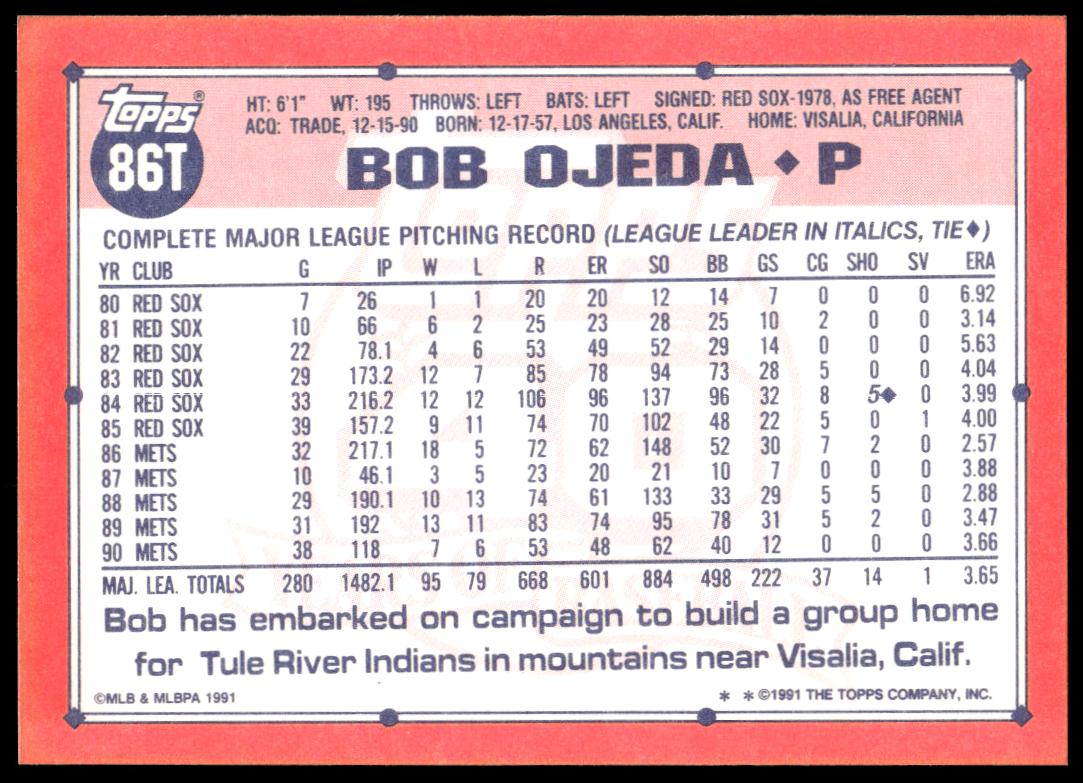 topps®
86T
HT: 6'1" WT: 195 THROWS: LEFT BATS: LEFT SIGNED: RED SOX-1978, AS FREE AGENT
ACQ: TRADE, 12-15-90 BORN: 12-17-57, LOS ANGELES, CALIF. HOME: VISALIA, CALIFORNIA
BOB OJEDA ♦ P
COMPLETE MAJOR LEAGUE PITCHING RECORD (LEAGUE LEADER IN ITALICS, TIE♦)
YR CLUB G IP W L R ER SO BB GS CG SHO SV ERA
80 RED SOX 7 26 1 1 20 20 12 14 7 0 0 0 6.92
81 RED SOX 10 66 6 2 25 23 28 25 10 2 0 0 3.14
82 RED SOX 22 78.1 4 6 53 49 52 29 14 0 0 0 5.63
83 RED SOX 29 173.2 12 7 85 78 94 73 28 5 0 0 4.04
84 RED SOX 33 216.2 12 12 106 96 137 96 32 8 5♦ 0 3.99
85 RED SOX 39 157.2 9 11 74 70 102 48 22 5 0 1 4.00
86 METS 32 217.1 18 5 72 62 148 52 30 7 2 0 2.57
87 METS 10 46.1 3 5 23 20 21 10 7 0 0 0 3.88
88 METS 29 190.1 10 13 74 61 133 33 29 5 5 0 2.88
89 METS 31 192 13 11 83 74 95 78 31 5 2 0 3.47
90 METS 38 118 7 6 53 48 62 40 12 0 0 0 3.66
MAJ. LEA. TOTALS 280 1482.1 95 79 668 601 884 498 222 37 14 1 3.65
Bob has embarked on campaign to build a group home
for Tule River Indians in mountains near Visalia, Calif.
©MLB & MLBPA 1991 * * ©1991 THE TOPPS COMPANY, INC.